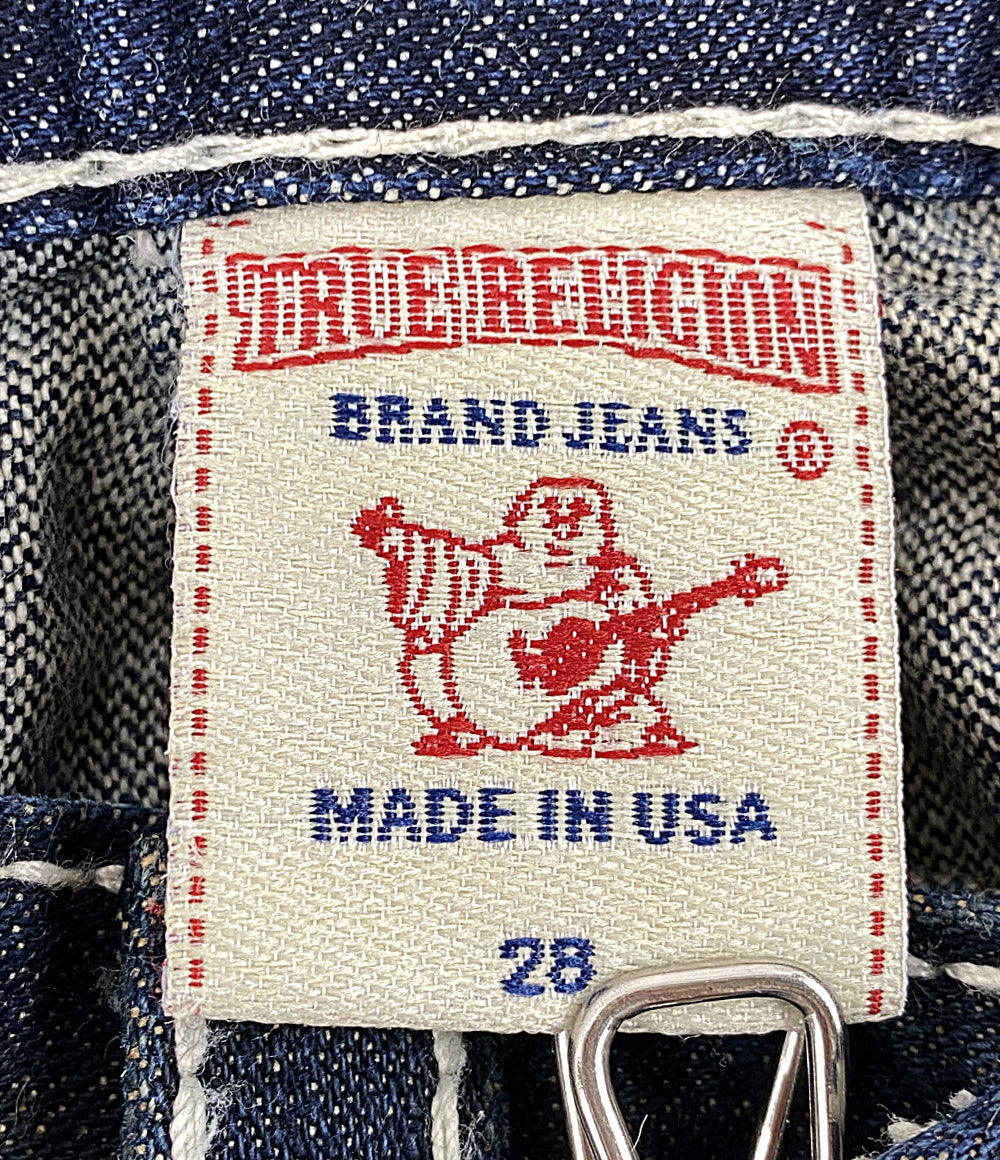 TRUE RELIGION
BRAND JEANS ®
MADE IN USA
28